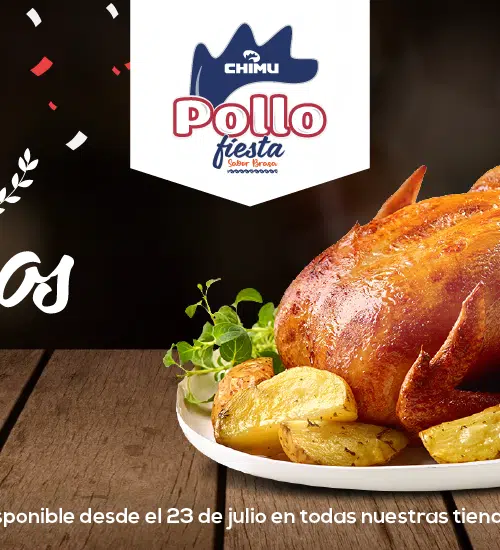 CHIMU
Pollo
fiesta
Sabor Brasa
os
sponible desde el 23 de julio en todas nuestras tiend